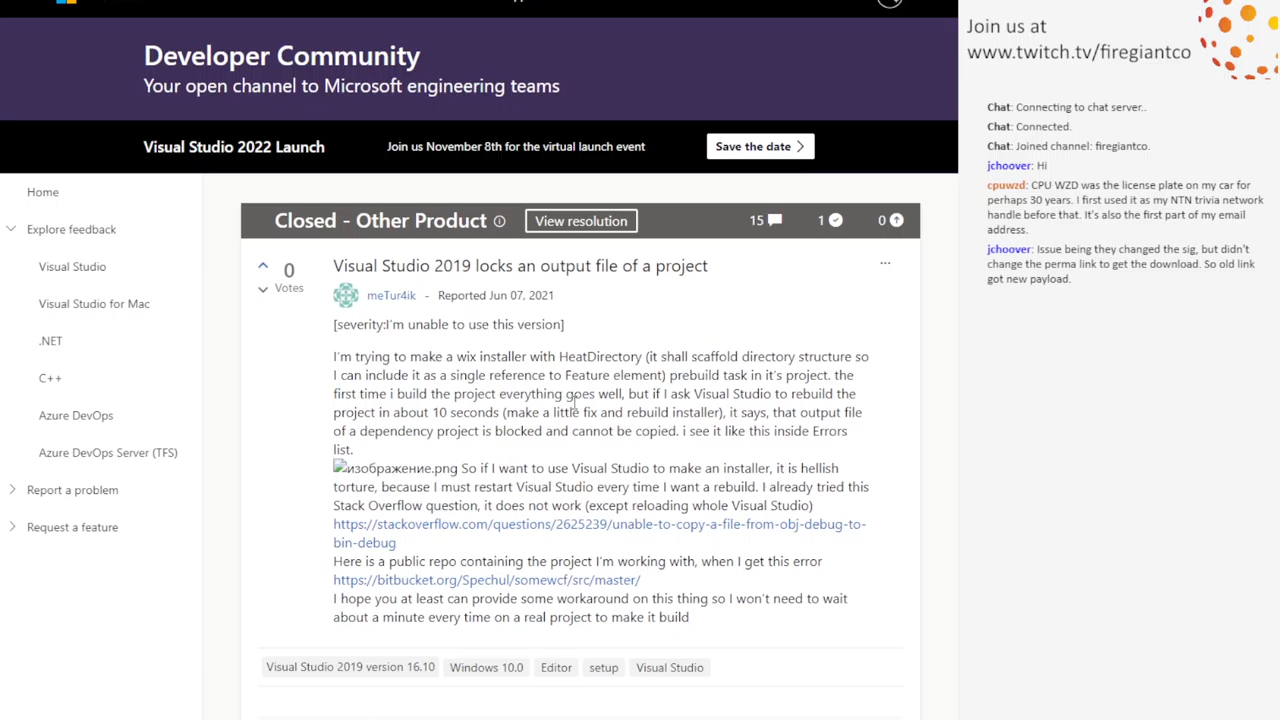 Developer Community
Your open channel to Microsoft engineering teams
Visual Studio 2022 Launch
Join us November 8th for the virtual launch event
Save the date
Home
Explore feedback
Visual Studio
Visual Studio for Mac
.NET
C++
Azure DevOps
Azure DevOps Server (TFS)
Report a problem
Request a feature
Closed - Other Product
View resolution
15
1
0
0
Votes
Visual Studio 2019 locks an output file of a project
meTur4ik - Reported Jun 07, 2021
[severity:I'm unable to use this version]
I'm trying to make a wix installer with HeatDirectory (it shall scaffold directory structure so
I can include it as a single reference to Feature element) prebuild task in it's project. the
first time i build the project everything goes well, but if I ask Visual Studio to rebuild the
project in about 10 seconds (make a little fix and rebuild installer), it says, that output file
of a dependency project is blocked and cannot be copied. i see it like this inside Errors
list.
изображение.png So if I want to use Visual Studio to make an installer, it is hellish
torture, because I must restart Visual Studio every time I want a rebuild. I already tried this
Stack Overflow question, it does not work (except reloading whole Visual Studio)
https://stackoverflow.com/questions/2625239/unable-to-copy-a-file-from-obj-debug-to-
bin-debug
Here is a public repo containing the project I'm working with, when I get this error
https://bitbucket.org/Spechul/somewcf/src/master/
I hope you at least can provide some workaround on this thing so I won't need to wait
about a minute every time on a real project to make it build
Visual Studio 2019 version 16.10
Windows 10.0
Editor
setup
Visual Studio
Join us at
www.twitch.tv/firegiantco
Chat: Connecting to chat server..
Chat: Connected.
Chat: Joined channel: firegiantco.
jchoover: Hi
cpuwzd: CPU WZD was the license plate on my car for
perhaps 30 years. I first used it as my NTN trivia network
handle before that. It's also the first part of my email
address.
jchoover: Issue being they changed the sig, but didn't
change the perma link to get the download. So old link
got new payload.